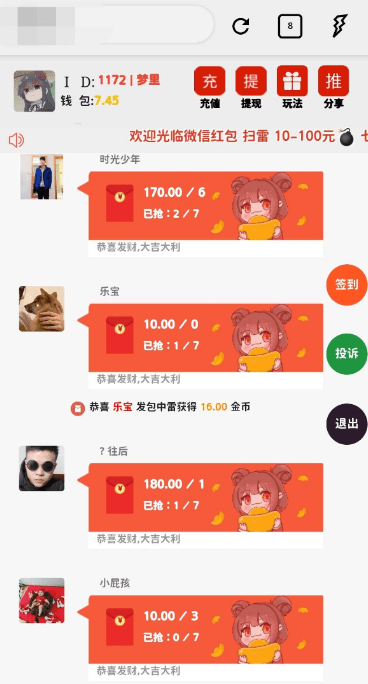 8
I D:1172 | 梦里
钱 包:7.45
充
提
推
充储
提现
玩法
分享
欢迎光临微信红包 扫雷 10-100元
时光少年
170.00 / 6
已抢：2 / 7
恭喜发财,大吉大利
签到
乐宝
10.00 / 0
已抢：1 / 7
恭喜发财,大吉大利
投诉
恭喜 乐宝 发包中雷获得 16.00 金币
退出
? 往后
180.00 / 1
已抢：1 / 7
恭喜发财,大吉大利
小屁孩
10.00 / 3
已抢：0 / 7
恭喜发财,大吉大利